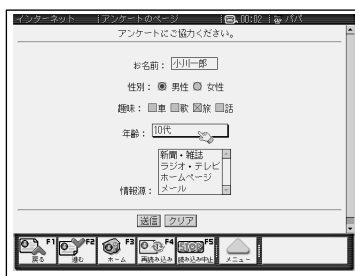 インターネット アンケートのページ 00:02 パパ
アンケートにご協力ください。
お名前： 小川一郎
性別： 男性 女性
趣味： 車 歌 旅 話
年齢： 10代
新聞・雑誌
ラジオ・テレビ
ホームページ
情報源： メール
送信 クリア
F1 F2 F3 F4 STOP F5
戻る 進む ホーム 再読み込み 読み込み中止 メニュー